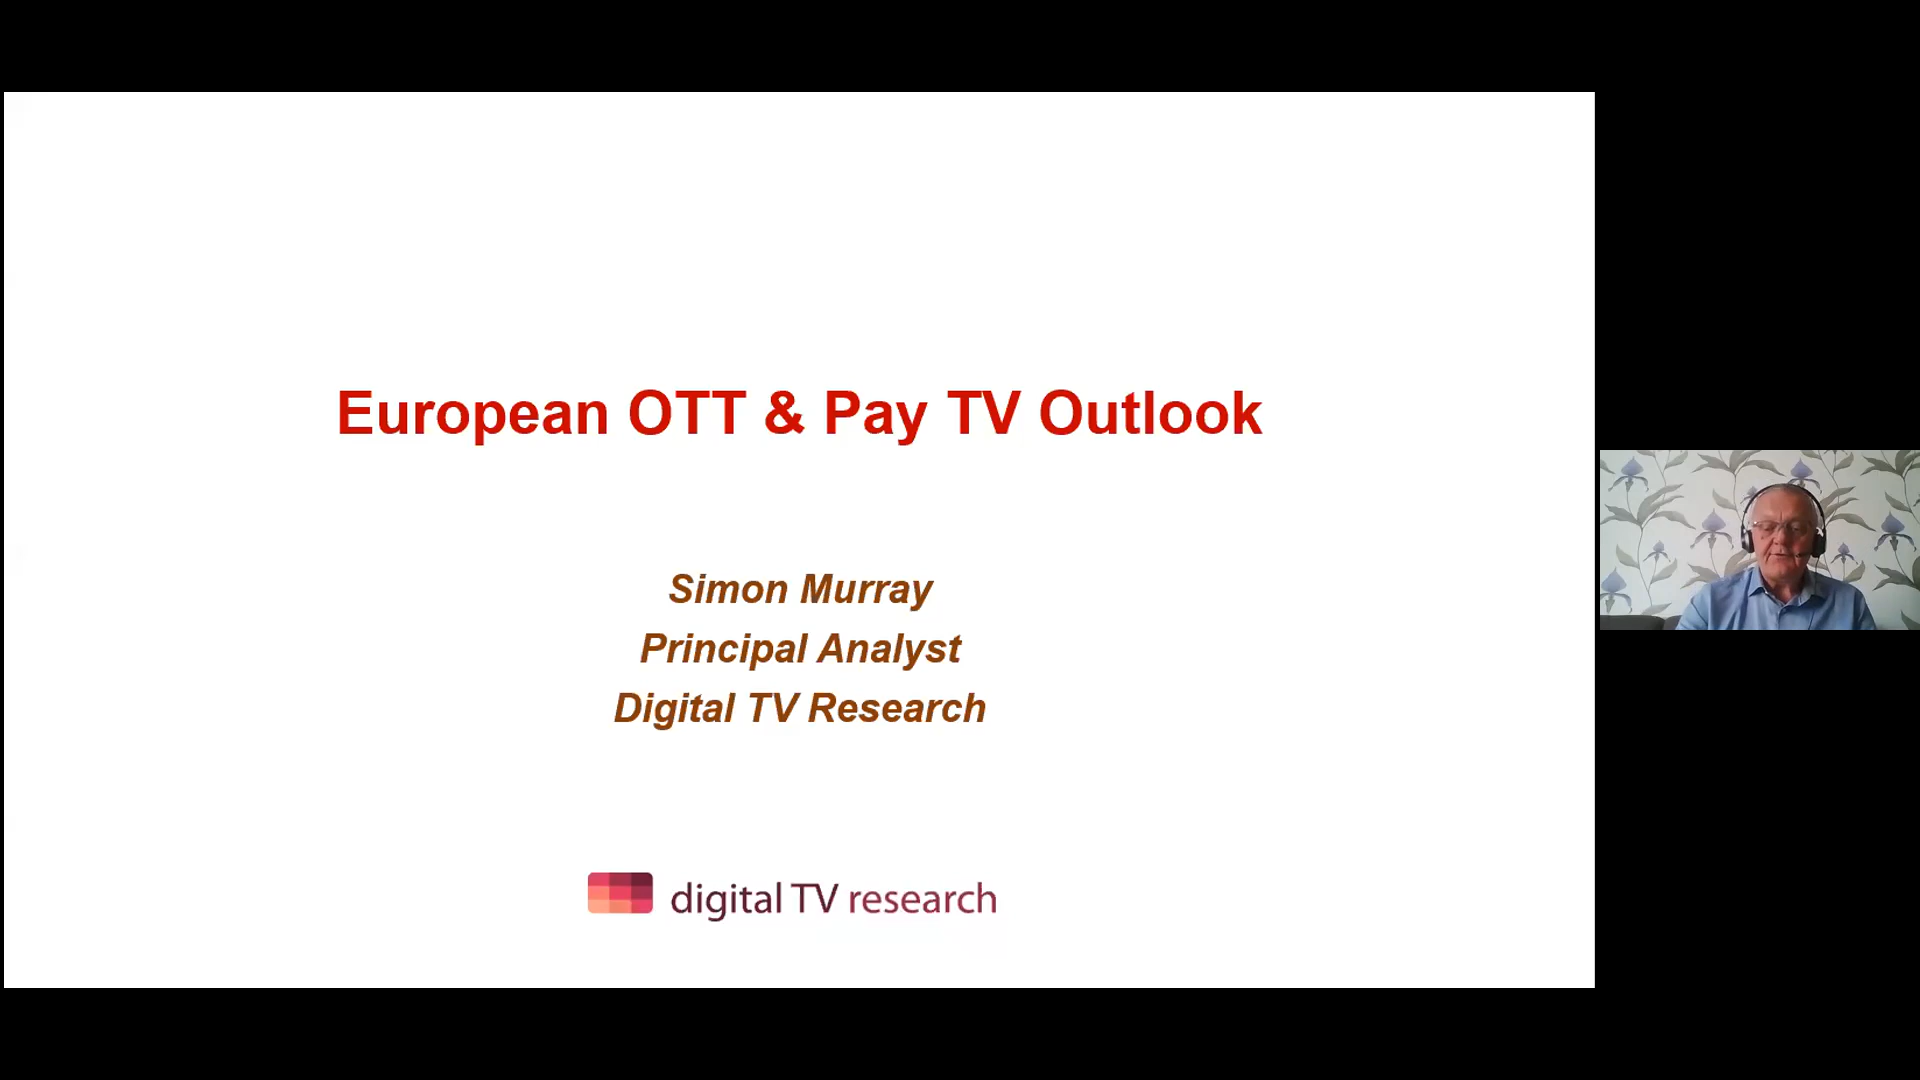 European OTT & Pay TV Outlook
Simon Murray
Principal Analyst
Digital TV Research
digital TV research